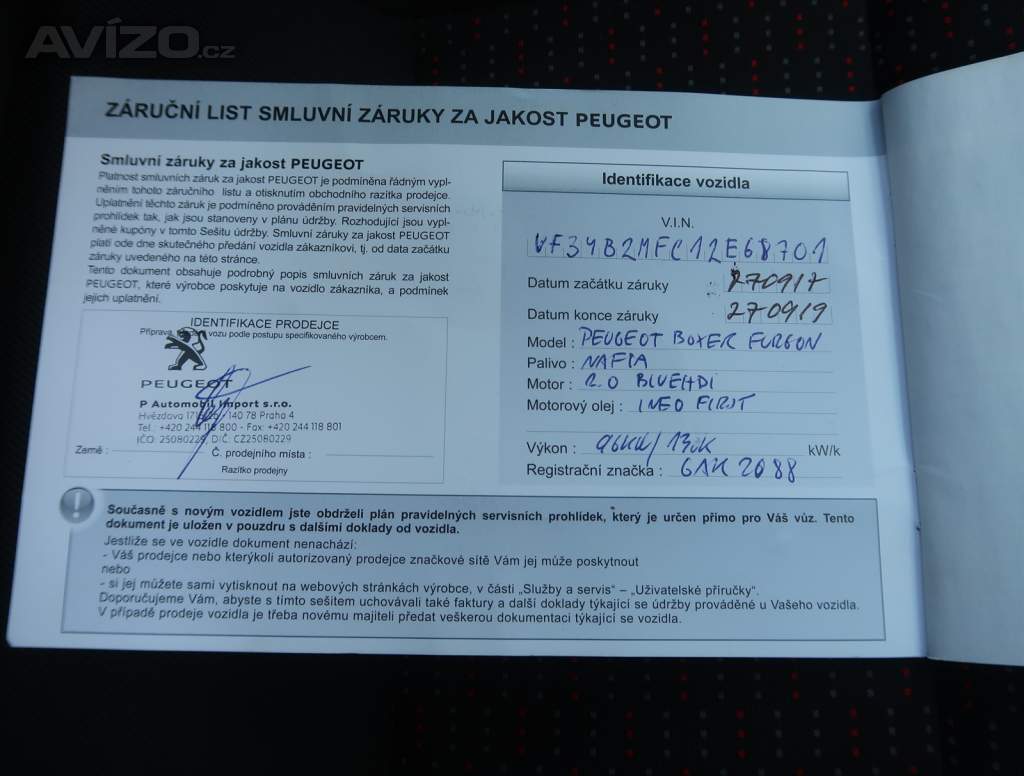 AVÍZO.cz
ZÁRUČNÍ LIST SMLUVNÍ ZÁRUKY ZA JAKOST PEUGEOT
Smluvní záruky za jakost PEUGEOT
Platnost smluvních záruk za jakost PEUGEOT je podmíněna řádným vypl-
něním tohoto záručního listu a otisknutím obchodního razítka prodejce.
Uplatnění těchto záruk je podmíněno prováděním pravidelných servisních
prohlídek tak, jak jsou stanoveny v plánu údržby. Rozhodující jsou vypl-
něné kupóny v tomto Sešitu údržby. Smluvní záruky za jakost PEUGEOT
platí ode dne skutečného předání vozidla zákazníkovi, tj. od data začátku
záruky uvedeného na této stránce.
Tento dokument obsahuje podrobný popis smluvních záruk za jakost
PEUGEOT, které výrobce poskytuje na vozidlo zákazníka, a podmínek
jejich uplatnění.
IDENTIFIKACE PRODEJCE
vozu podle postupu specifikovaného výrobcem.
PEUGEOT
P Automobil Import s.r.o.
Hvězdova 140 78 Praha 4
Tel.: +420 244 118 800 - Fax: +420 244 118 801
IČO: 25080229, DIČ: CZ25080229
Země : Č. prodejního místa :
Razítko prodejny
Identifikace vozidla
V.I.N.
VF3YB2MFC12E68701
Datum začátku záruky 270917
Datum konce záruky 270919
Model : PEUGEOT BOXER FURGON
Palivo : NAFTA
Motor : 2.0 BLUEHDI
Motorový olej : INEO FIRST
Výkon : 96KW/130K kW/k
Registrační značka : 6AK 2088
Současně s novým vozidlem jste obdrželi plán pravidelných servisních prohlídek, který je určen přímo pro Váš vůz. Tento
dokument je uložen v pouzdru s dalšími doklady od vozidla.
Jestliže se ve vozidle dokument nenachází:
- Váš prodejce nebo kterýkoli autorizovaný prodejce značkové sítě Vám jej může poskytnout
nebo
- si jej můžete sami vytisknout na webových stránkách výrobce, v části „Služby a servis“ – „Uživatelské příručky“.
Doporučujeme Vám, abyste s tímto sešitem uchovávali také faktury a další doklady týkající se údržby prováděné u Vašeho vozidla.
V případě prodeje vozidla je třeba novému majiteli předat veškerou dokumentaci týkající se vozidla.